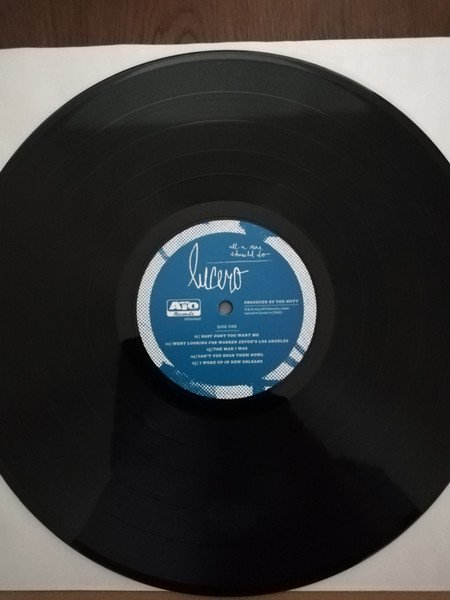 all a man
should do
lucero
ATO
Records
PRODUCED BY TED HUTT
SIDE ONE
01/ BABY DONT YOU WANT ME
02/ WENT LOOKING FOR WARREN ZEVON'S LOS ANGELES
03/ THE MAN I WAS
04/ CAN'T YOU HEAR THEM HOWL
05/ I WOKE UP IN NEW ORLEANS